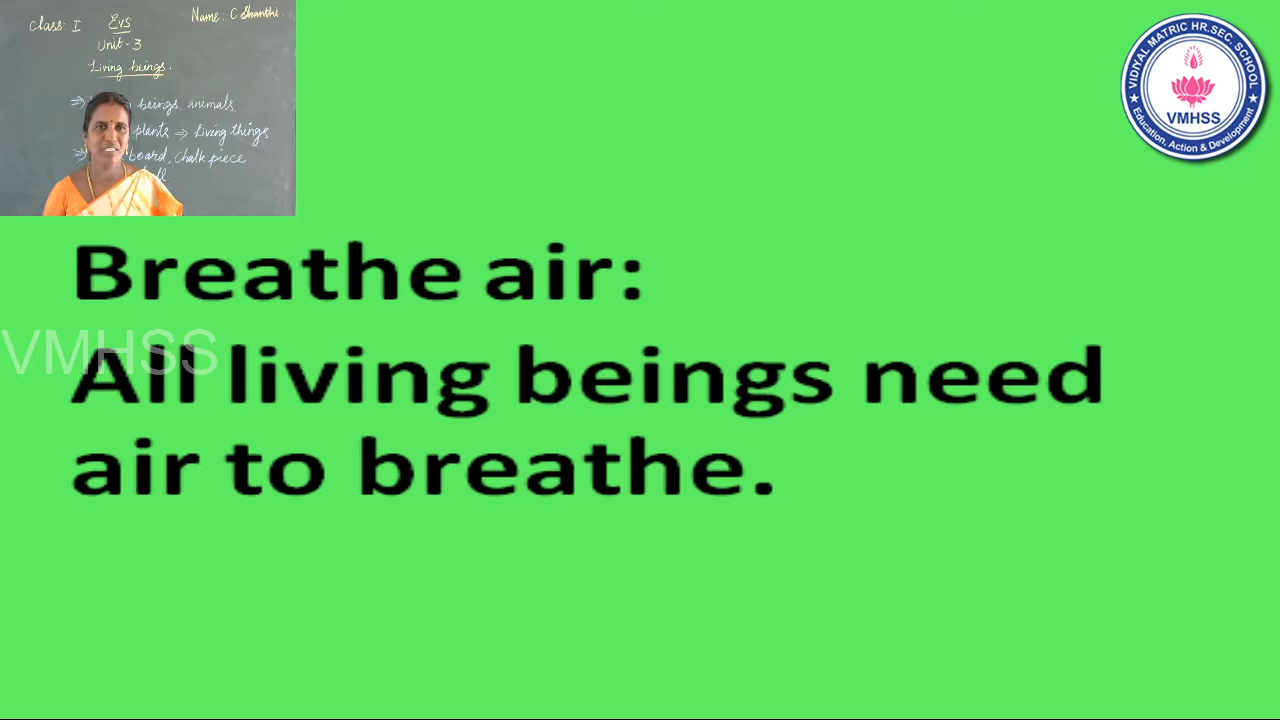 Class: I
EVS
Name: C Shanthi.
Unit - 3
Living beings.
⇒ beings, animals,
plants ⇒ Living things
⇒ board, chalk piece
VIDIYAL MATRIC HR.SEC. SCHOOL
VMHSS
Education, Action & Development
Breathe air:
VMHSS
All living beings need
air to breathe.